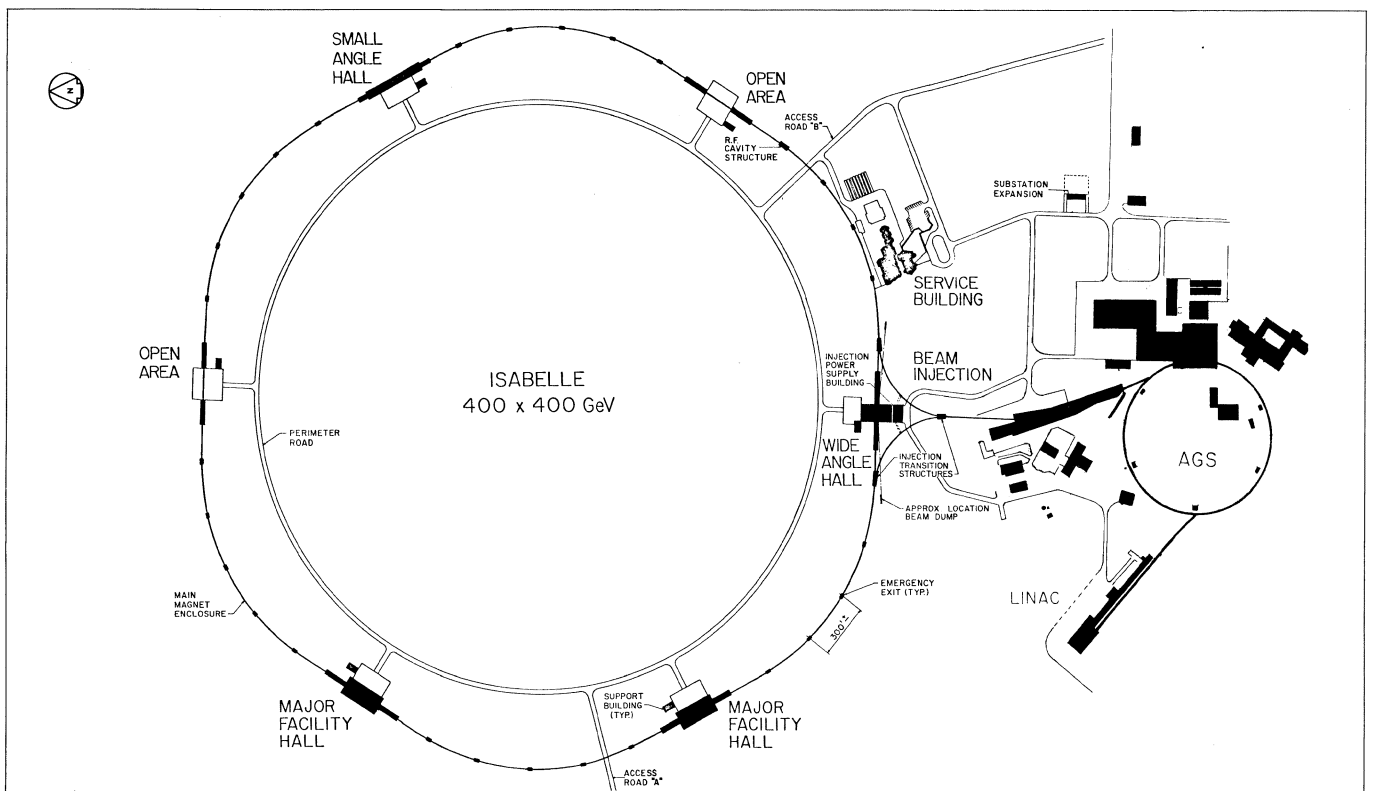 SMALL
ANGLE
HALL
OPEN
AREA
N
ACCESS
ROAD "B"
R.F.
CAVITY
STRUCTURE
SUBSTATION
EXPANSION
SERVICE
BUILDING
OPEN
AREA
INJECTION
POWER
SUPPLY
BUILDING
BEAM
INJECTION
ISABELLE
400 x 400 GeV
PERIMETER
ROAD
WIDE
ANGLE
HALL
INJECTION
TRANSITION
STRUCTURES
AGS
APPROX LOCATION
BEAM DUMP
EMERGENCY
EXIT (TYP.)
MAIN
MAGNET
ENCLOSURE
LINAC
300'±
SUPPORT
BUILDING
(TYP.)
MAJOR
FACILITY
HALL
MAJOR
FACILITY
HALL
ACCESS
ROAD "A"